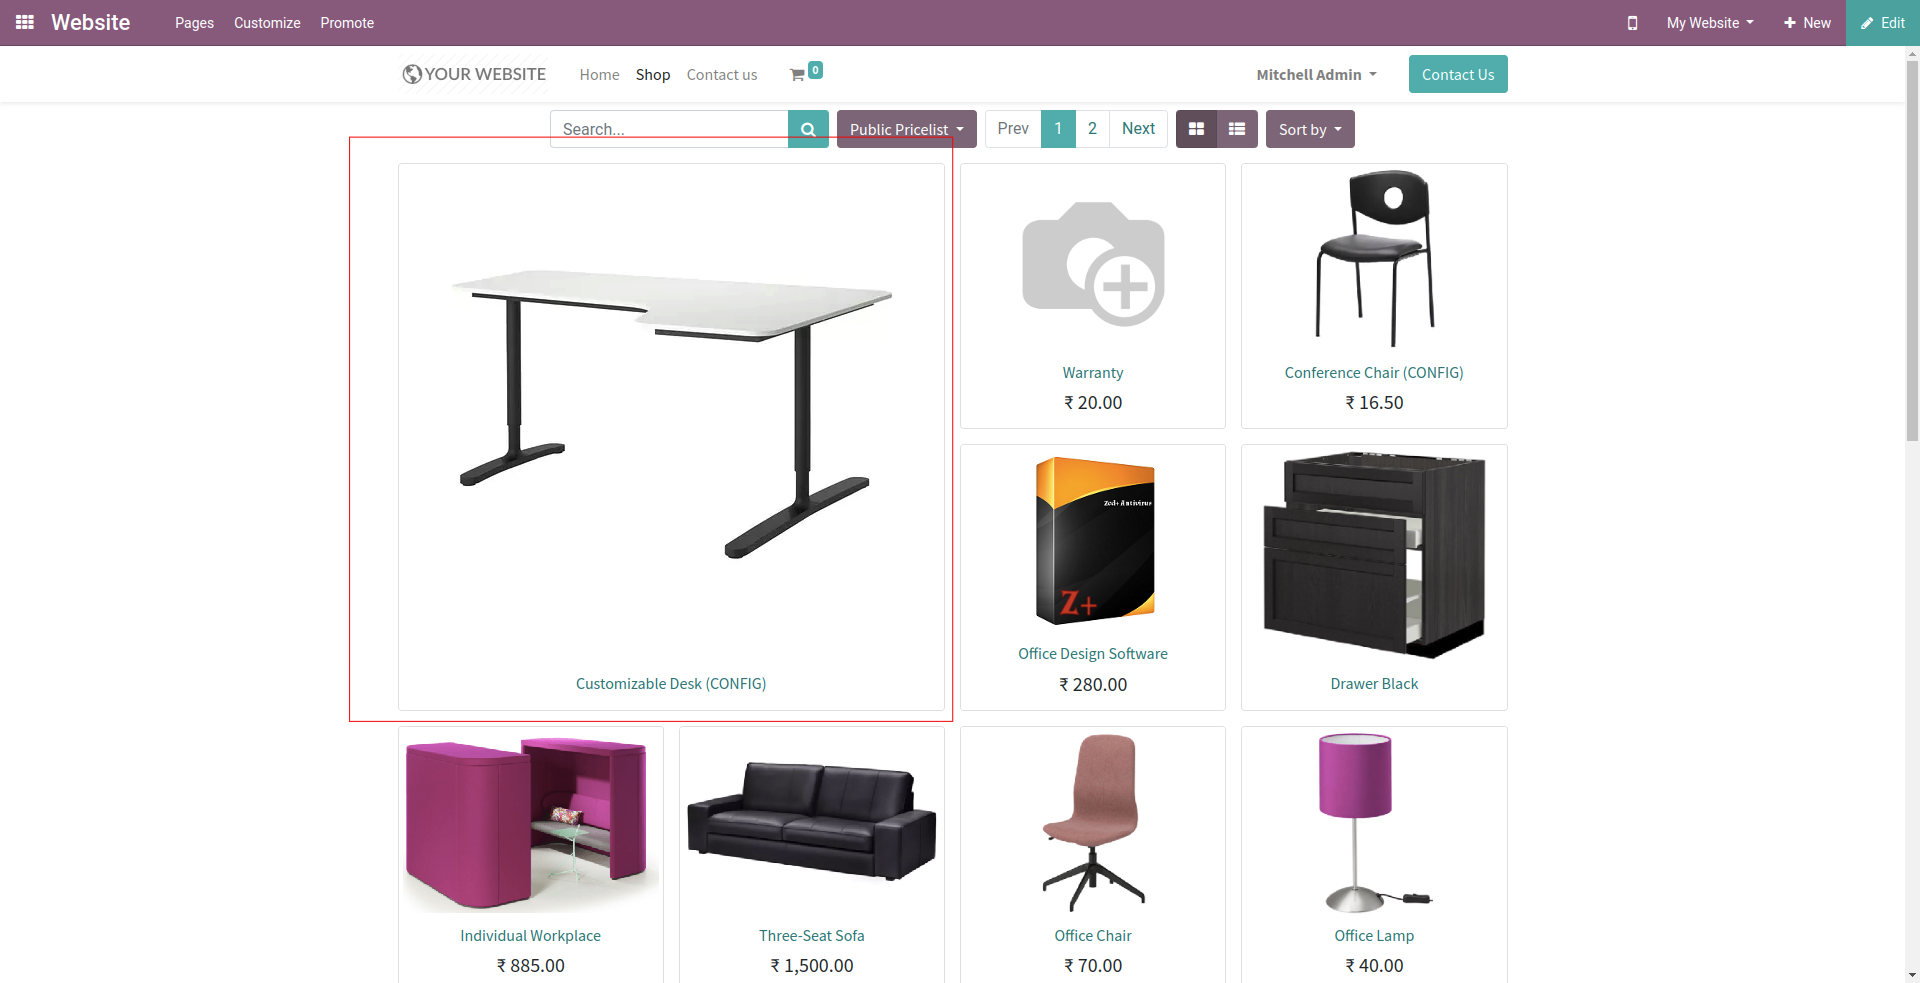 Website Pages Customize Promote My Website + New Edit
YOUR WEBSITE Home Shop Contact us 0 Mitchell Admin Contact Us
Search... Public Pricelist Prev 1 2 Next Sort by
Customizable Desk (CONFIG)
Warranty
₹ 20.00
Conference Chair (CONFIG)
₹ 16.50
Zed+ Antivirus
Z+
Office Design Software
₹ 280.00
Drawer Black
Individual Workplace
₹ 885.00
Three-Seat Sofa
₹ 1,500.00
Office Chair
₹ 70.00
Office Lamp
₹ 40.00